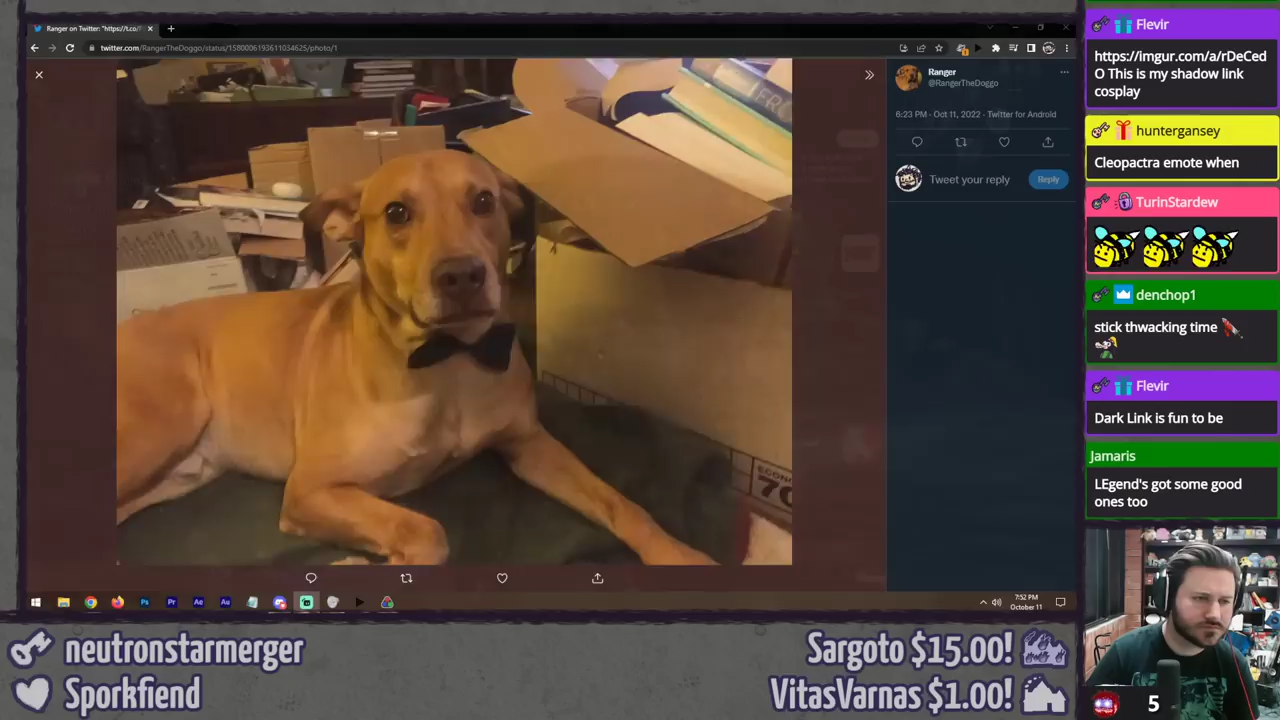 Ranger on Twitter: "https://t.co//
twitter.com/RangerTheDoggo/status/1580006193611034625/photo/1
Ranger
@RangerTheDoggo
6:23 PM · Oct 11, 2022 · Twitter for Android
Tweet your reply
Reply
ECONO
70
7:52 PM
October 11
Flevir
https://imgur.com/a/rDeCed
O This is my shadow link
cosplay
huntergansey
Cleopactra emote when
TurinStardew
denchop1
stick thwacking time
Flevir
Dark Link is fun to be
Jamaris
LEgend's got some good
ones too
neutronstarmerger
Sporkfiend
Sargoto $15.00!
VitasVarnas $1.00!
5